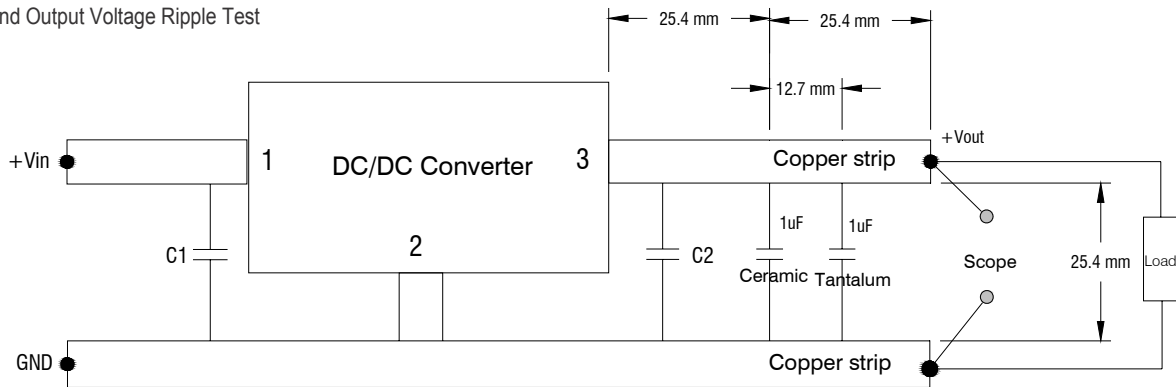 nd Output Voltage Ripple Test
25.4 mm
25.4 mm
12.7 mm
+Vout
+Vin
1
DC/DC Converter
3
Copper strip
2
C1
C2
1uF
1uF
Ceramic
Tantalum
Scope
25.4 mm
Load
GND
Copper strip